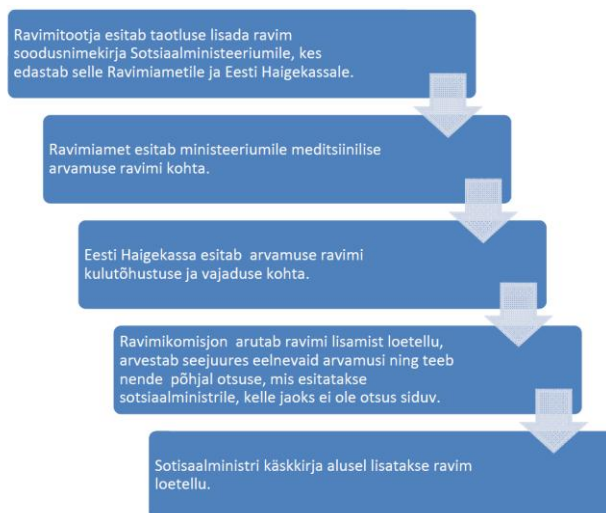 Ravimitootja esitab taotluse lisada ravim
soodusnimekirja Sotsiaalministeeriumile, kes
edastab selle Ravimiametile ja Eesti Haigekassale.
Ravimiamet esitab ministeeriumile meditsiinilise
arvamuse ravimi kohta.
Eesti Haigekassa esitab arvamuse ravimi
kulutõhustuse ja vajaduse kohta.
Ravimikomisjon arutab ravimi lisamist loetellu,
arvestab seejuures eelnevaid arvamusi ning teeb
nende põhjal otsuse, mis esitatakse
sotsiaalministrile, kelle jaoks ei ole otsus siduv.
Sotisaalministri käskkirja alusel lisatakse ravim
loetellu.